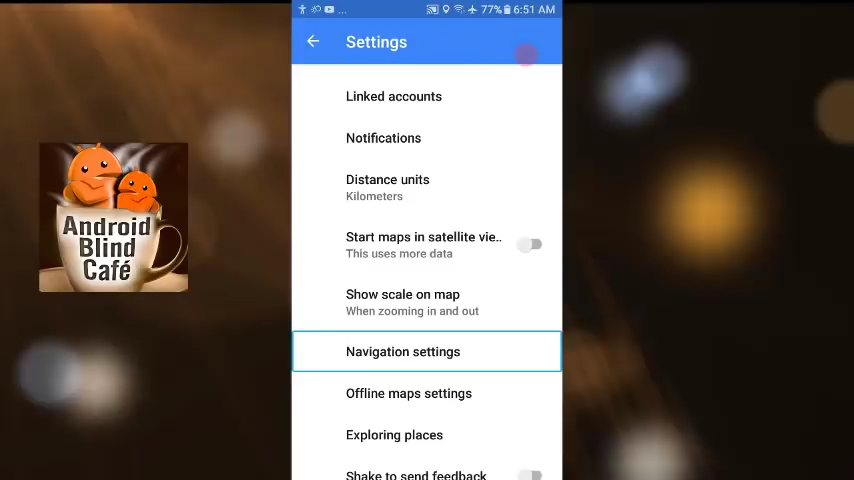 ... 77% 6:51 AM
Settings
Linked accounts
Notifications
Distance units
Kilometers
Start maps in satellite vie..
This uses more data
Show scale on map
When zooming in and out
Navigation settings
Offline maps settings
Exploring places
Shake to send feedback
Android
Blind
Café